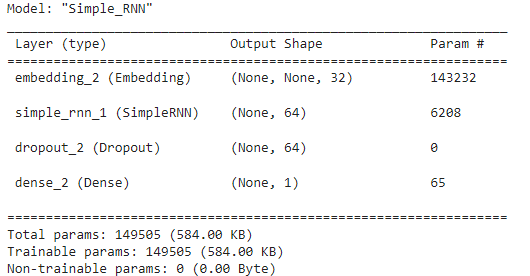 Model: "Simple_RNN"
_________________________________________________________________
Layer (type) Output Shape Param #
=================================================================
embedding_2 (Embedding) (None, None, 32) 143232
simple_rnn_1 (SimpleRNN) (None, 64) 6208
dropout_2 (Dropout) (None, 64) 0
dense_2 (Dense) (None, 1) 65
=================================================================
Total params: 149505 (584.00 KB)
Trainable params: 149505 (584.00 KB)
Non-trainable params: 0 (0.00 Byte)